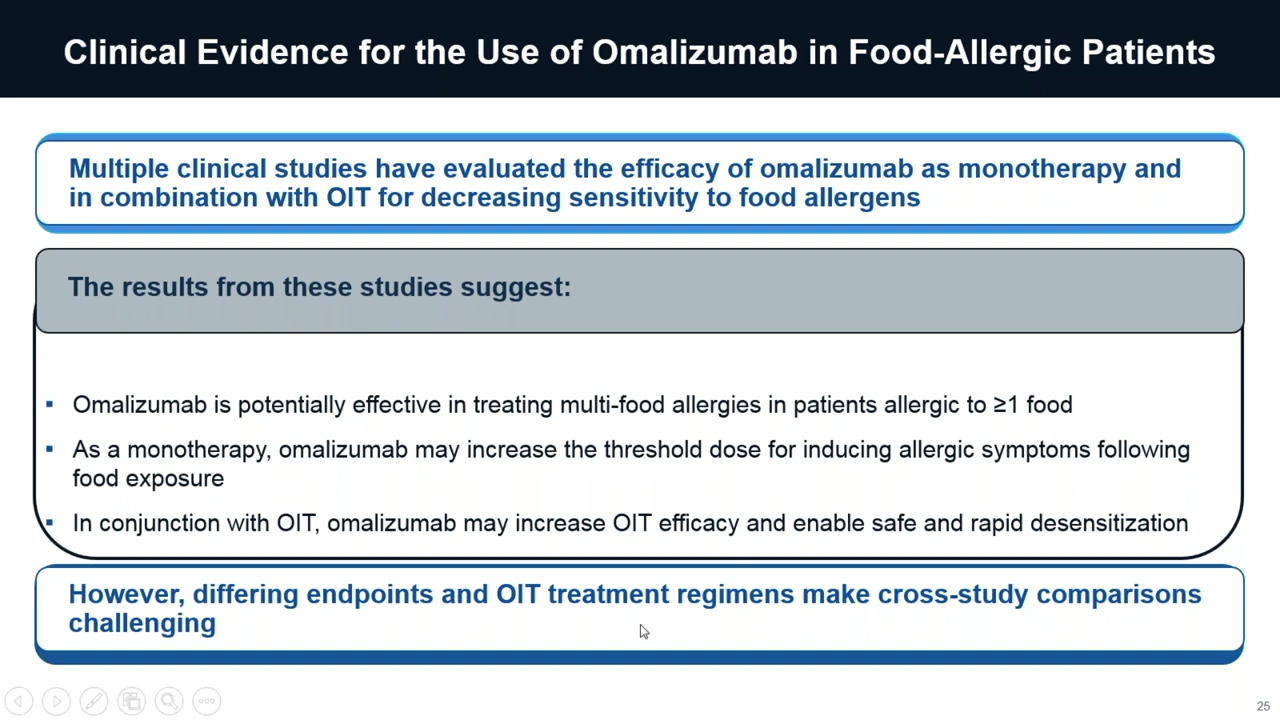 Clinical Evidence for the Use of Omalizumab in Food-Allergic Patients
Multiple clinical studies have evaluated the efficacy of omalizumab as monotherapy and
in combination with OIT for decreasing sensitivity to food allergens
The results from these studies suggest:
▪ Omalizumab is potentially effective in treating multi-food allergies in patients allergic to ≥1 food
▪ As a monotherapy, omalizumab may increase the threshold dose for inducing allergic symptoms following
food exposure
▪ In conjunction with OIT, omalizumab may increase OIT efficacy and enable safe and rapid desensitization
However, differing endpoints and OIT treatment regimens make cross-study comparisons
challenging
25